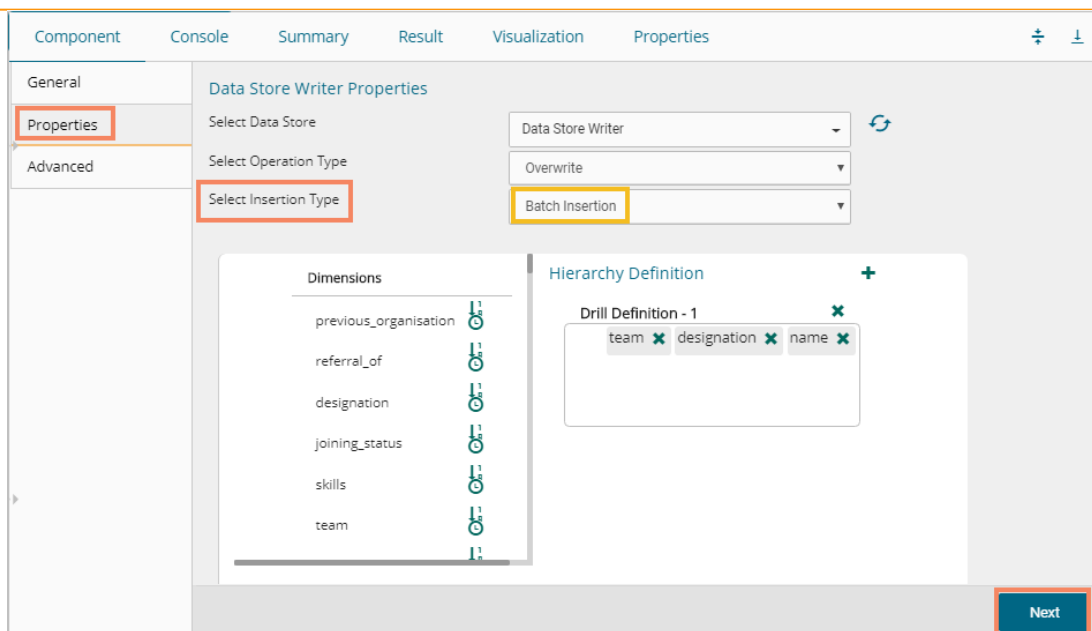 Component Console Summary Result Visualization Properties
General
Properties
Advanced
Data Store Writer Properties
Select Data Store Data Store Writer
Select Operation Type Overwrite
Select Insertion Type Batch Insertion
Dimensions
previous_organisation
referral_of
designation
joining_status
skills
team
Hierarchy Definition
Drill Definition - 1
team designation name
Next